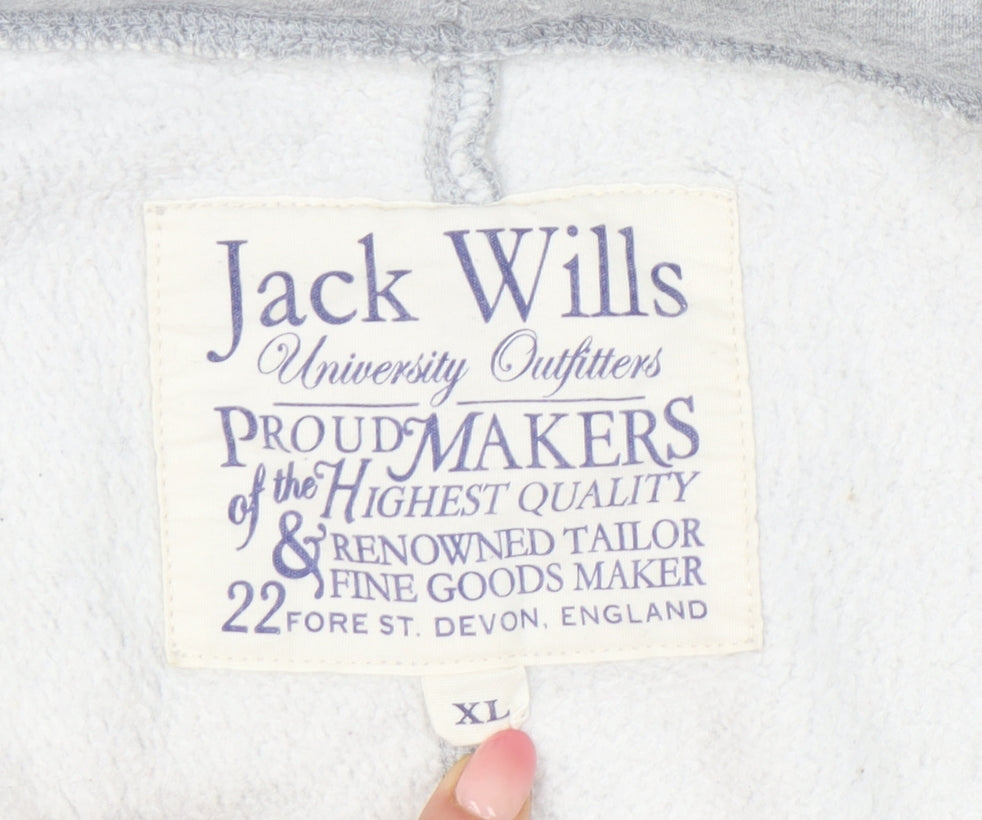 Jack Wills
University Outfitters
PROUD MAKERS
of the HIGHEST QUALITY
& RENOWNED TAILOR
FINE GOODS MAKER
22 FORE ST. DEVON, ENGLAND
XL